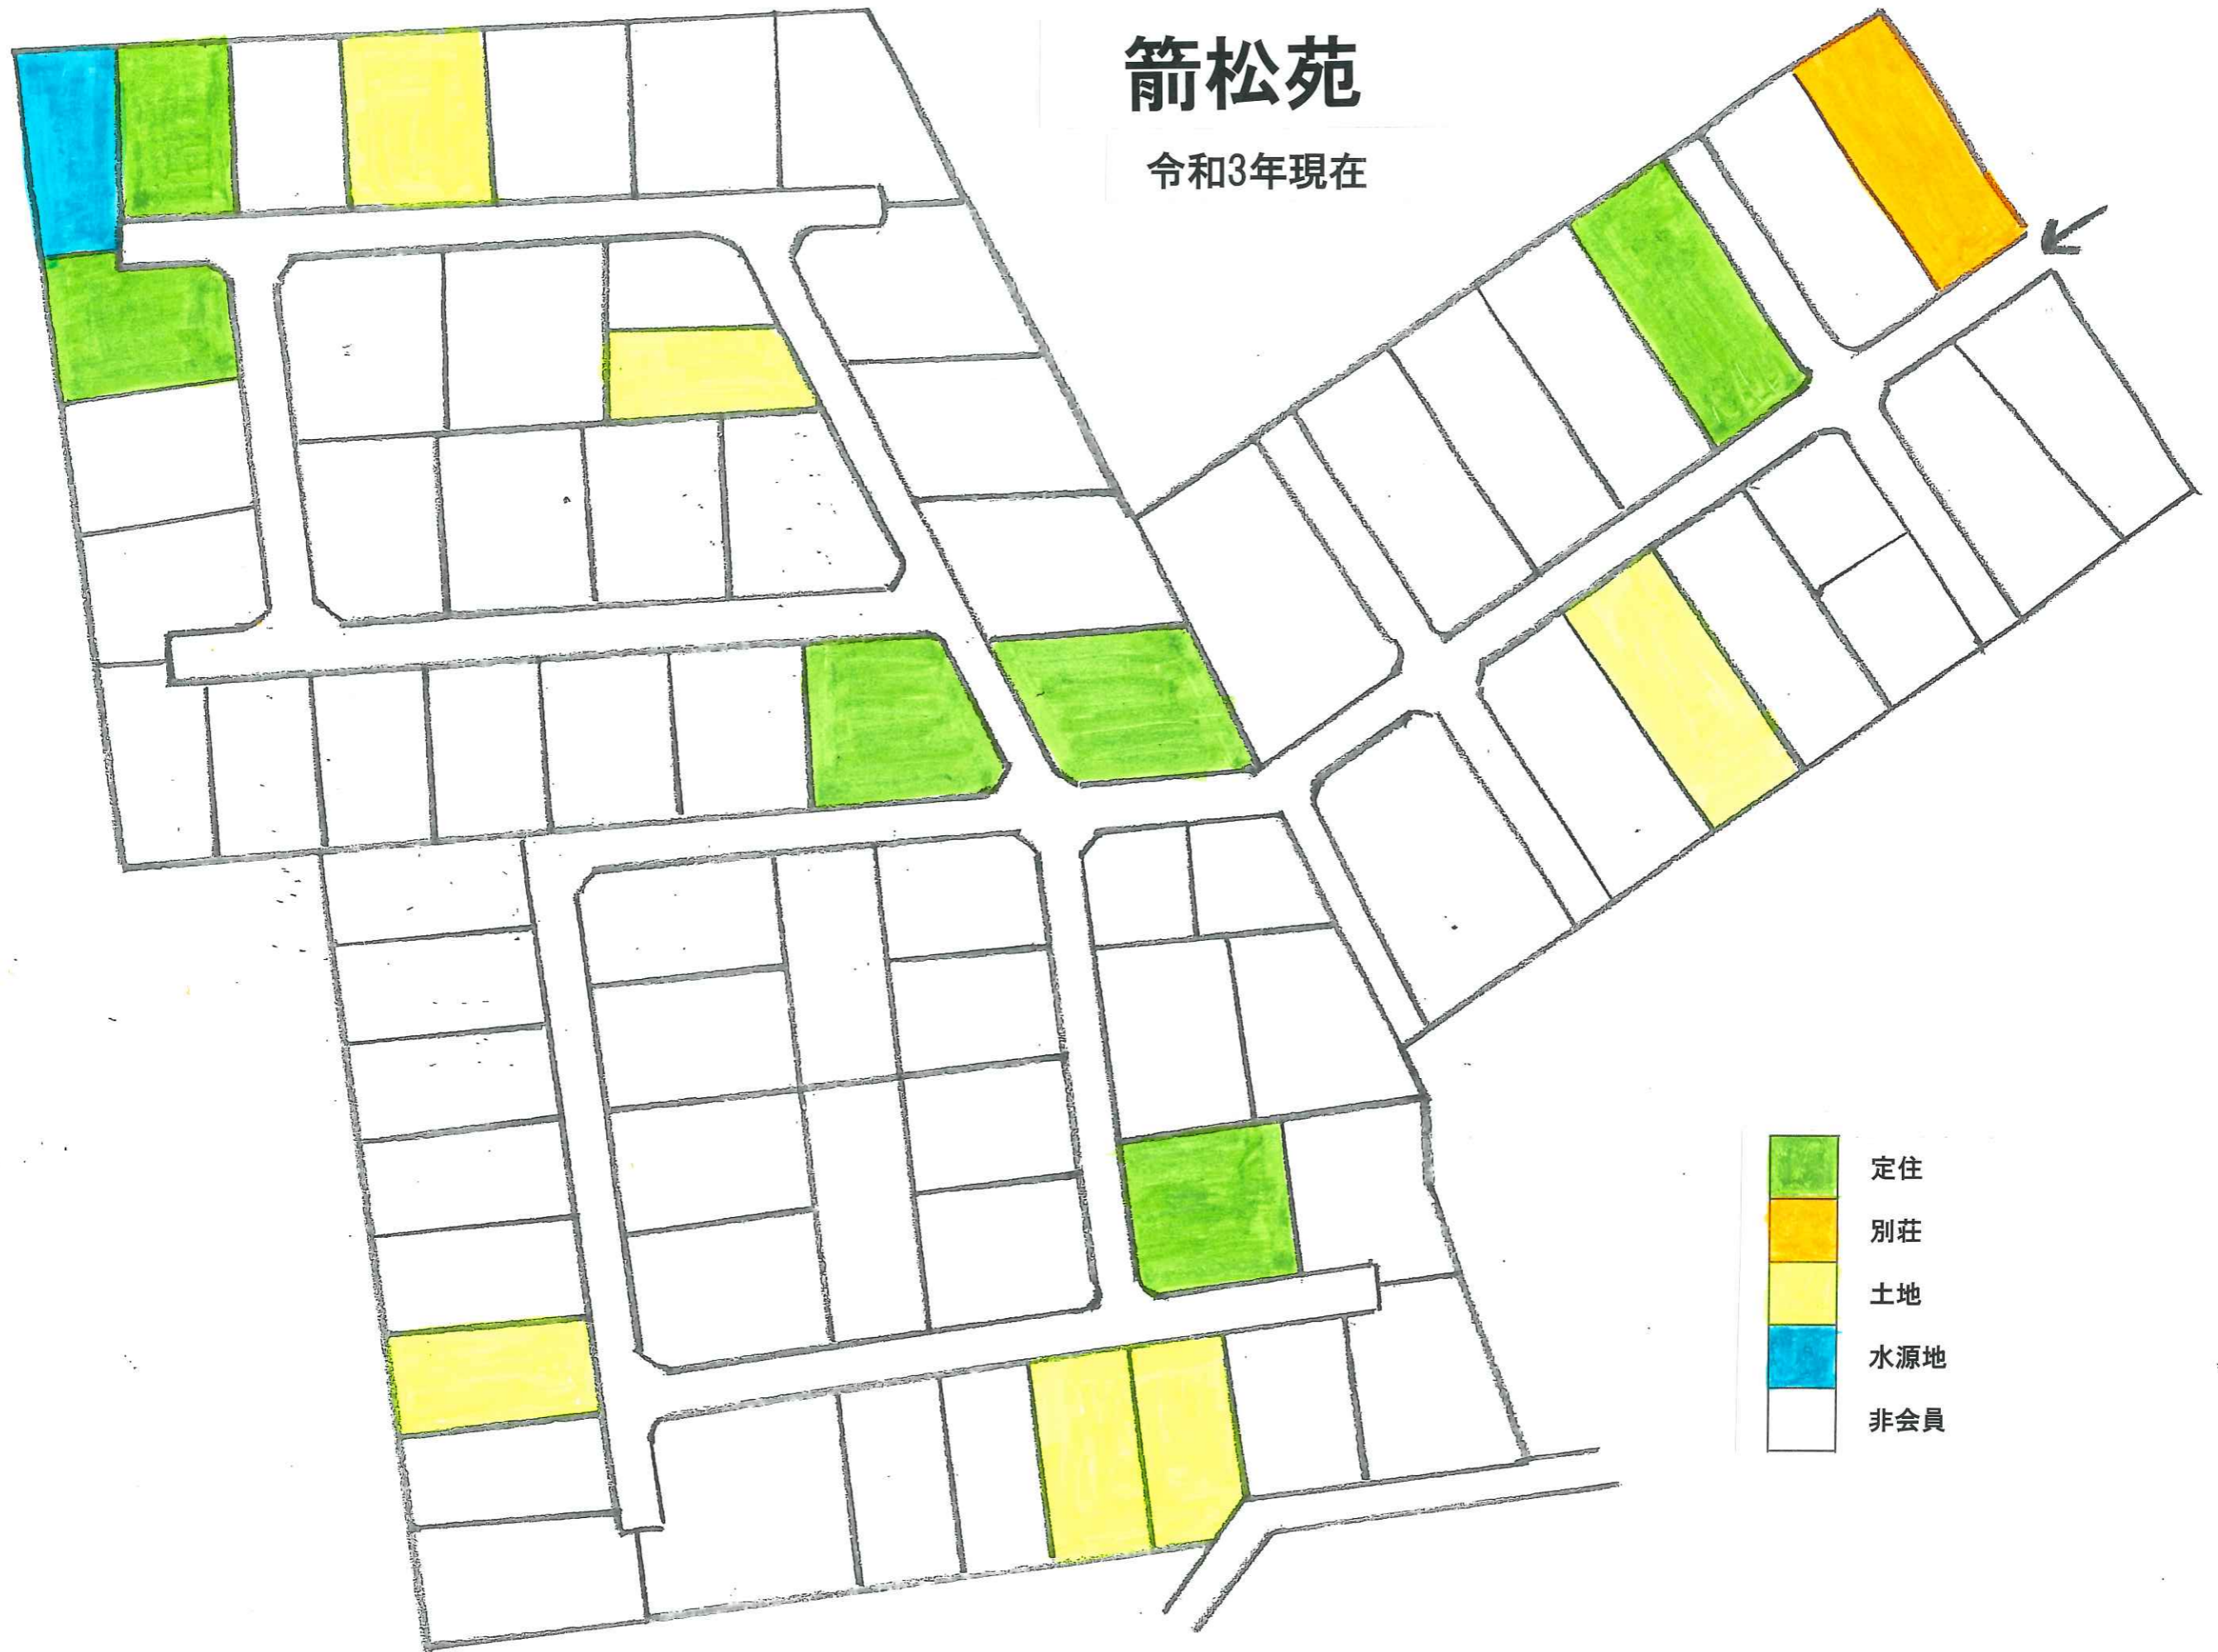 箭松苑
令和3年現在
定住
別荘
土地
水源地
非会員